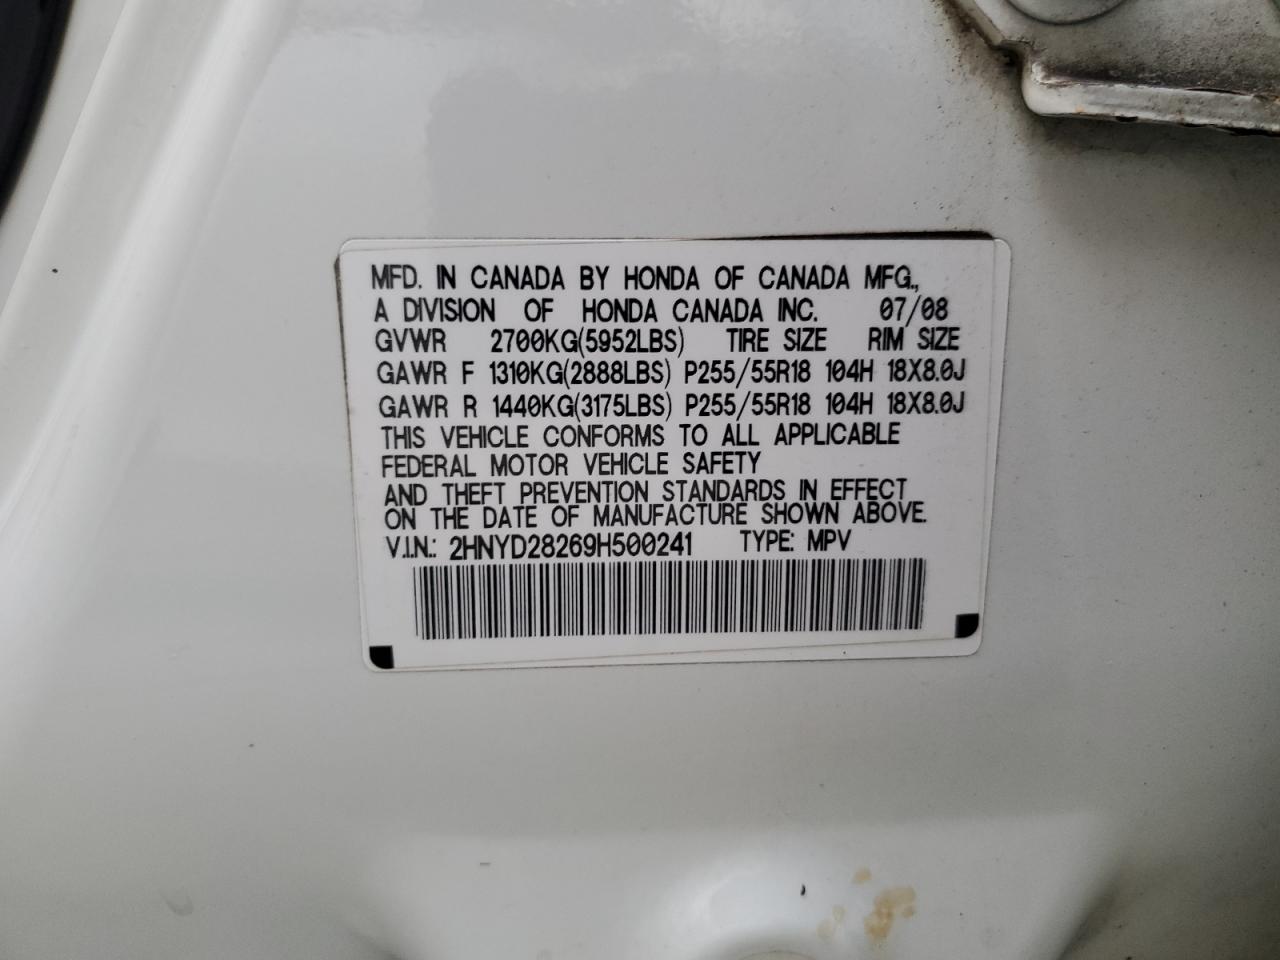 MFD. IN CANADA BY HONDA OF CANADA MFG.,
A DIVISION OF HONDA CANADA INC. 07/08
GVWR 2700KG(5952LBS) TIRE SIZE RIM SIZE
GAWR F 1310KG(2888LBS) P255/55R18 104H 18X8.0J
GAWR R 1440KG(3175LBS) P255/55R18 104H 18X8.0J
THIS VEHICLE CONFORMS TO ALL APPLICABLE
FEDERAL MOTOR VEHICLE SAFETY
AND THEFT PREVENTION STANDARDS IN EFFECT
ON THE DATE OF MANUFACTURE SHOWN ABOVE.
V.I.N.: 2HNYD28269H500241 TYPE: MPV